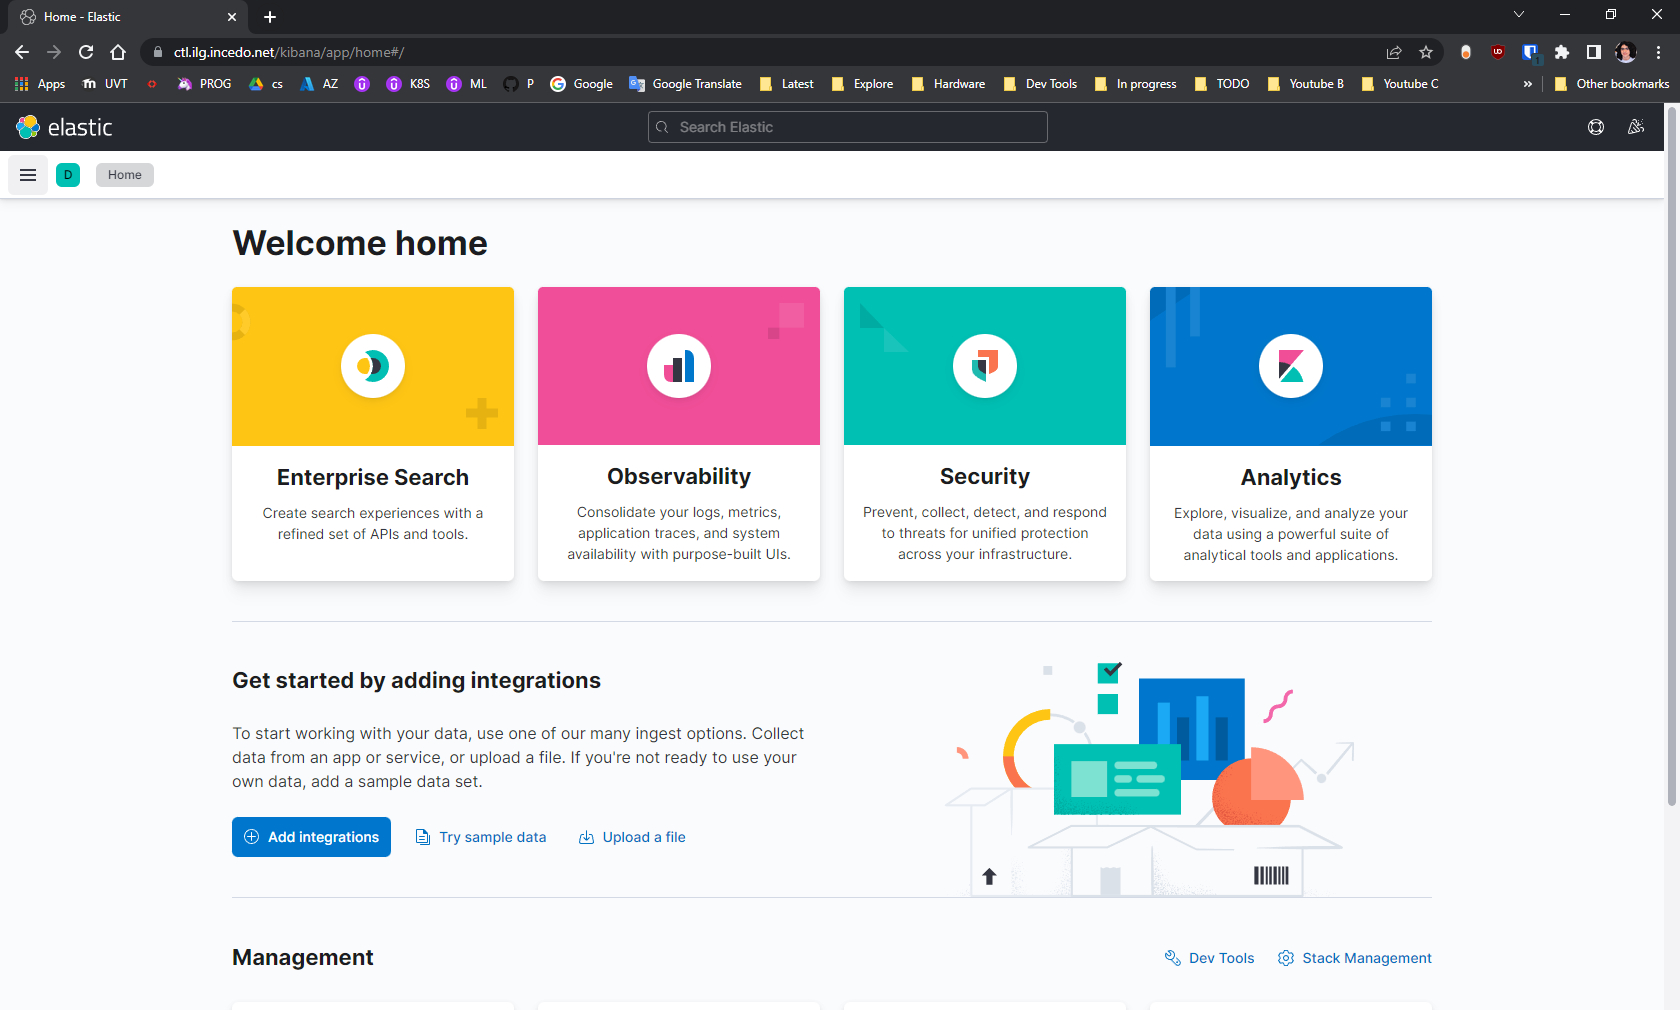 Home - Elastic
ctl.ilg.incedo.net/kibana/app/home#/
Apps UVT PROG cs AZ K8S ML P Google Google Translate Latest Explore Hardware Dev Tools In progress TODO Youtube B Youtube C » Other bookmarks
elastic
Search Elastic
D Home
Welcome home
Enterprise Search
Create search experiences with a
refined set of APIs and tools.
Observability
Consolidate your logs, metrics,
application traces, and system
availability with purpose-built UIs.
Security
Prevent, collect, detect, and respond
to threats for unified protection
across your infrastructure.
Analytics
Explore, visualize, and analyze your
data using a powerful suite of
analytical tools and applications.
Get started by adding integrations
To start working with your data, use one of our many ingest options. Collect
data from an app or service, or upload a file. If you're not ready to use your
own data, add a sample data set.
Add integrations Try sample data Upload a file
Management
Dev Tools Stack Management